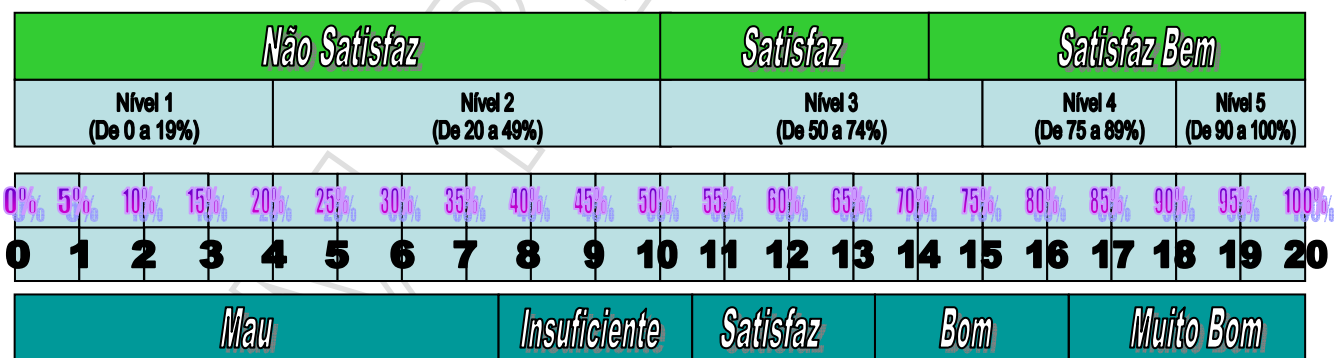 Não Satisfaz Satisfaz Satisfaz Bem
Nível 1 Nível 2 Nível 3 Nível 4 Nível 5
(De 0 a 19%) (De 20 a 49%) (De 50 a 74%) (De 75 a 89%) (De 90 a 100%)
0% 5% 10% 15% 20% 25% 30% 35% 40% 45% 50% 55% 60% 65% 70% 75% 80% 85% 90% 95% 100%
0 1 2 3 4 5 6 7 8 9 10 11 12 13 14 15 16 17 18 19 20
Mau Insuficiente Satisfaz Bom Muito Bom